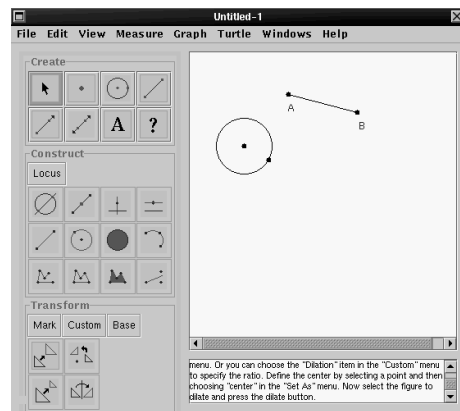 Untitled-1
File Edit View Measure Graph Turtle Windows Help
Create
A ?
Construct
Locus
Transform
Mark Custom Base
A
B
menu. Or you can choose the "Dilation" item in the "Custom" menu
to specify the ratio. Define the center by selecting a point and then
choosing "center" in the "Set As" menu. Now select the figure to
dilate and press the dilate button.